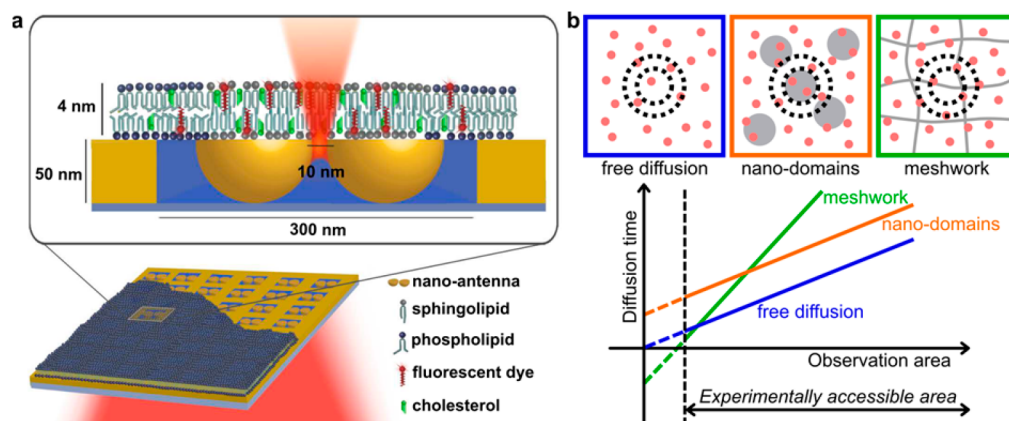 a
4 nm
50 nm
10 nm
300 nm
nano-antenna
sphingolipid
phospholipid
fluorescent dye
cholesterol
b
free diffusion
nano-domains
meshwork
Diffusion time
meshwork
nano-domains
free diffusion
Observation area
Experimentally accessible area